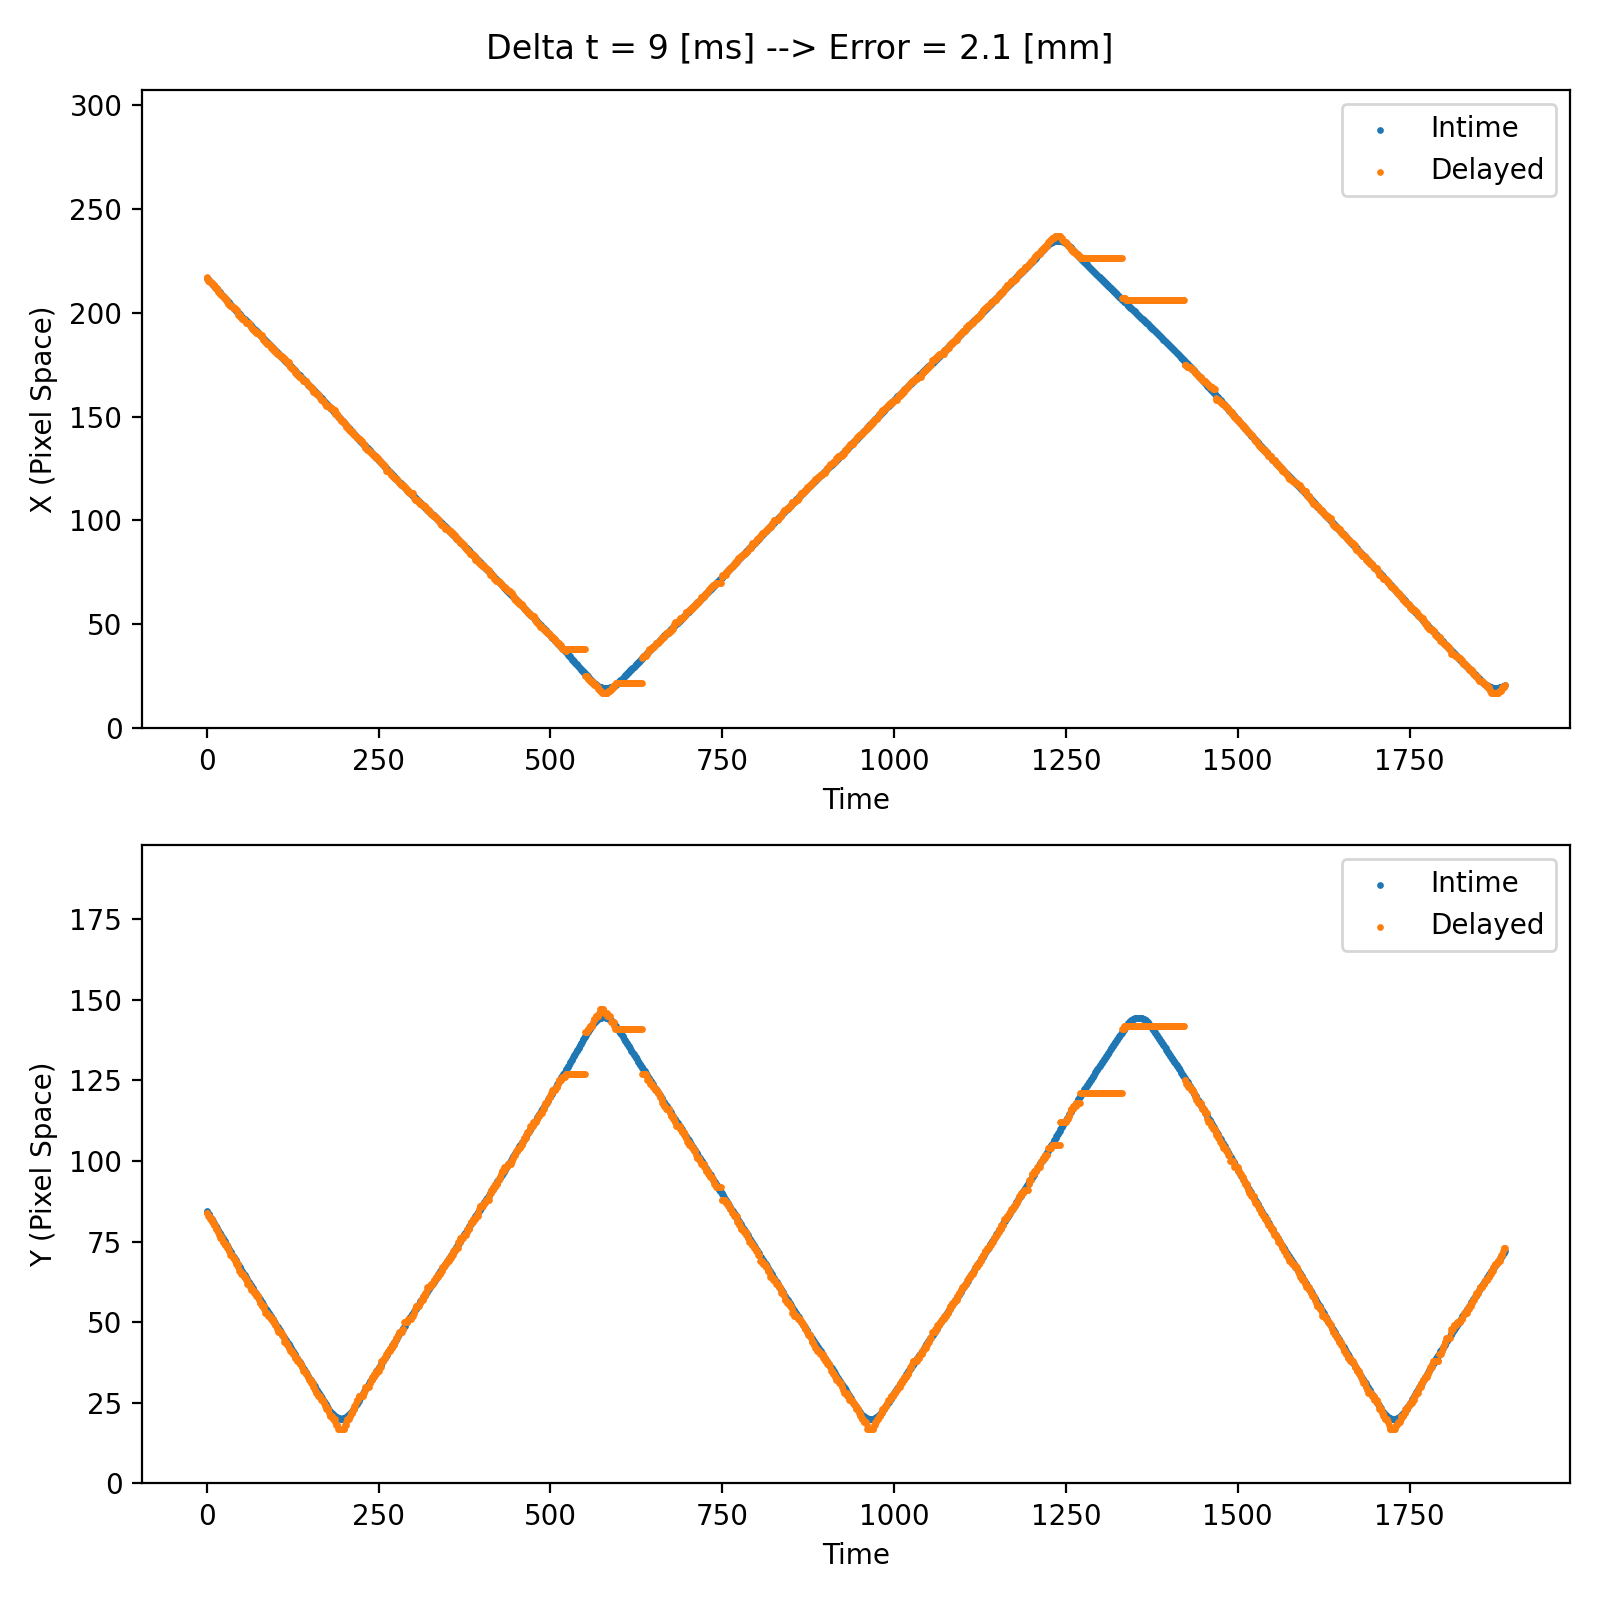 Delta t = 9 [ms] --> Error = 2.1 [mm]
300
250
200
150
100
50
0
X (Pixel Space)
Intime
Delayed
0 250 500 750 1000 1250 1500 1750
Time
175
150
125
100
75
50
25
0
Y (Pixel Space)
Intime
Delayed
0 250 500 750 1000 1250 1500 1750
Time